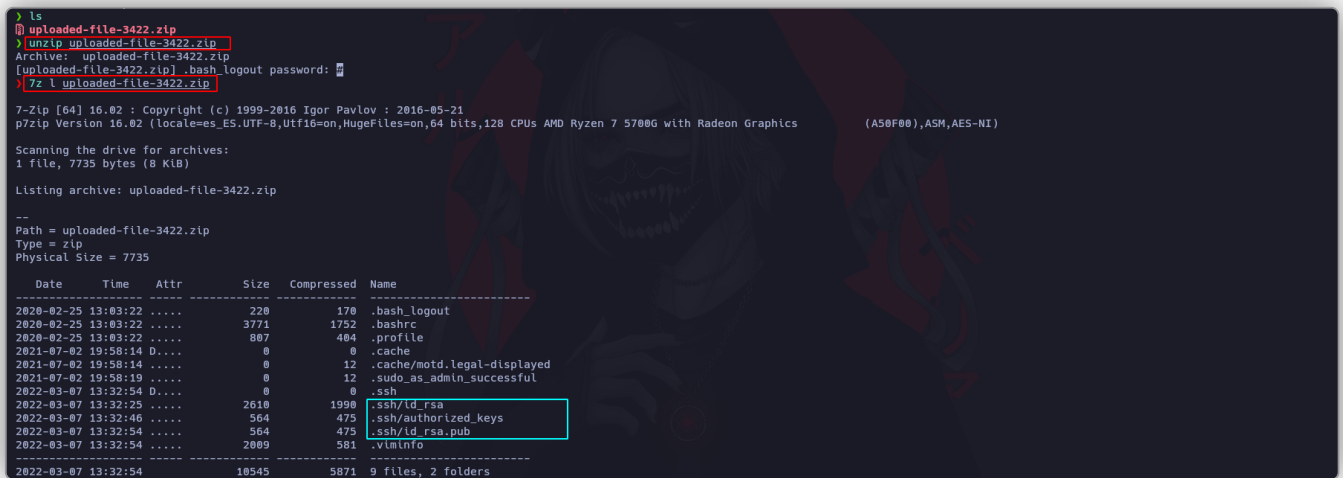 ❯ ls
uploaded-file-3422.zip
❯ unzip uploaded-file-3422.zip
Archive:  uploaded-file-3422.zip
[uploaded-file-3422.zip] .bash_logout password: #
❯ 7z l uploaded-file-3422.zip

7-Zip [64] 16.02 : Copyright (c) 1999-2016 Igor Pavlov : 2016-05-21
p7zip Version 16.02 (locale=es_ES.UTF-8,Utf16=on,HugeFiles=on,64 bits,128 CPUs AMD Ryzen 7 5700G with Radeon Graphics          (A50F00),ASM,AES-NI)

Scanning the drive for archives:
1 file, 7735 bytes (8 KiB)

Listing archive: uploaded-file-3422.zip

--
Path = uploaded-file-3422.zip
Type = zip
Physical Size = 7735

   Date      Time    Attr         Size   Compressed  Name
------------------- ----- ------------ ------------  ------------------------
2020-02-25 13:03:22 .....          220          170  .bash_logout
2020-02-25 13:03:22 .....         3771         1752  .bashrc
2020-02-25 13:03:22 .....          807          404  .profile
2021-07-02 19:58:14 D....            0            0  .cache
2021-07-02 19:58:14 .....            0           12  .cache/motd.legal-displayed
2021-07-02 19:58:19 .....            0           12  .sudo_as_admin_successful
2022-03-07 13:32:54 D....            0            0  .ssh
2022-03-07 13:32:25 .....         2610         1990  .ssh/id_rsa
2022-03-07 13:32:46 .....          564          475  .ssh/authorized_keys
2022-03-07 13:32:54 .....          564          475  .ssh/id_rsa.pub
2022-03-07 13:32:54 .....         2009          581  .viminfo
------------------- ----- ------------ ------------  ------------------------
2022-03-07 13:32:54              10545         5871  9 files, 2 folders